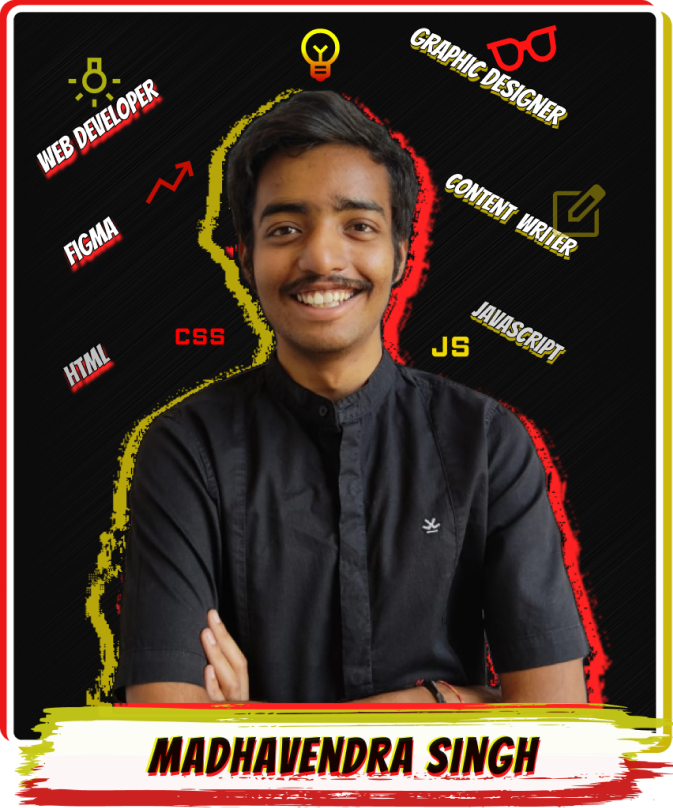 GRAPHIC DESIGNER
WEB DEVELOPER
CONTENT WRITER
FIGMA
JAVASCRIPT
CSS
JS
HTML
MADHAVENDRA SINGH